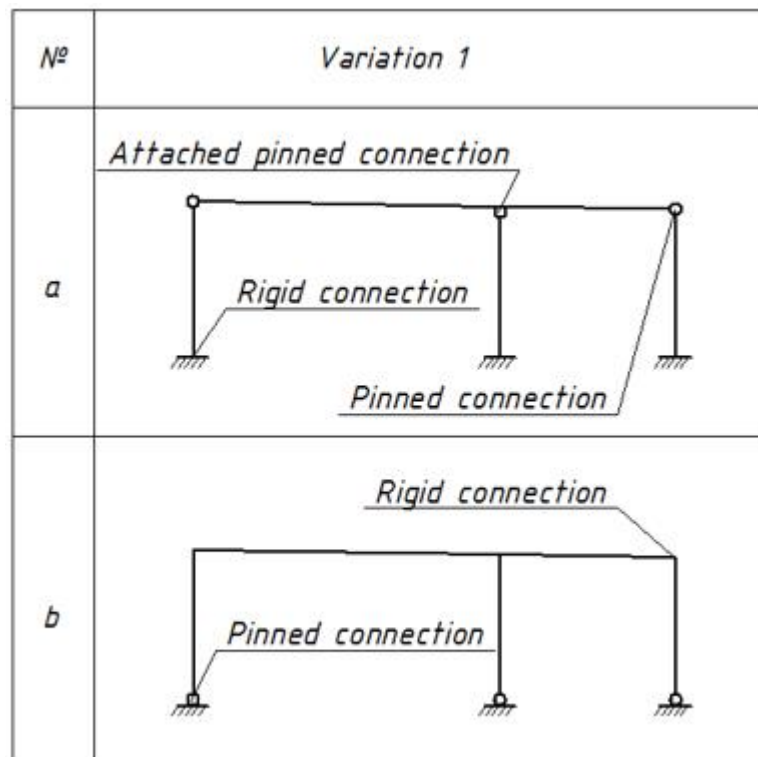 № Variation 1
Attached pinned connection
a
Rigid connection
Pinned connection
Rigid connection
b
Pinned connection